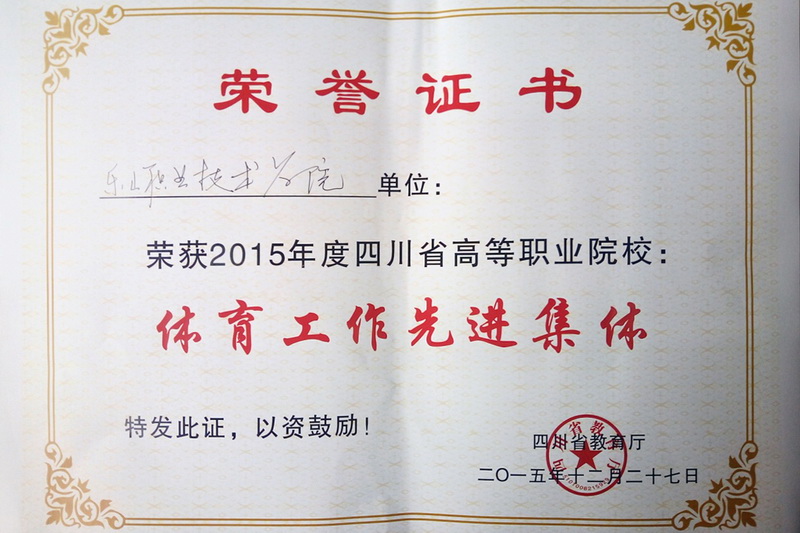 荣誉证书
乐山职业技术学院 单位：
荣获2015年度四川省高等职业院校：
体育工作先进集体
特发此证，以资鼓励！
四川省教育厅
二〇一五年十二月二十七日